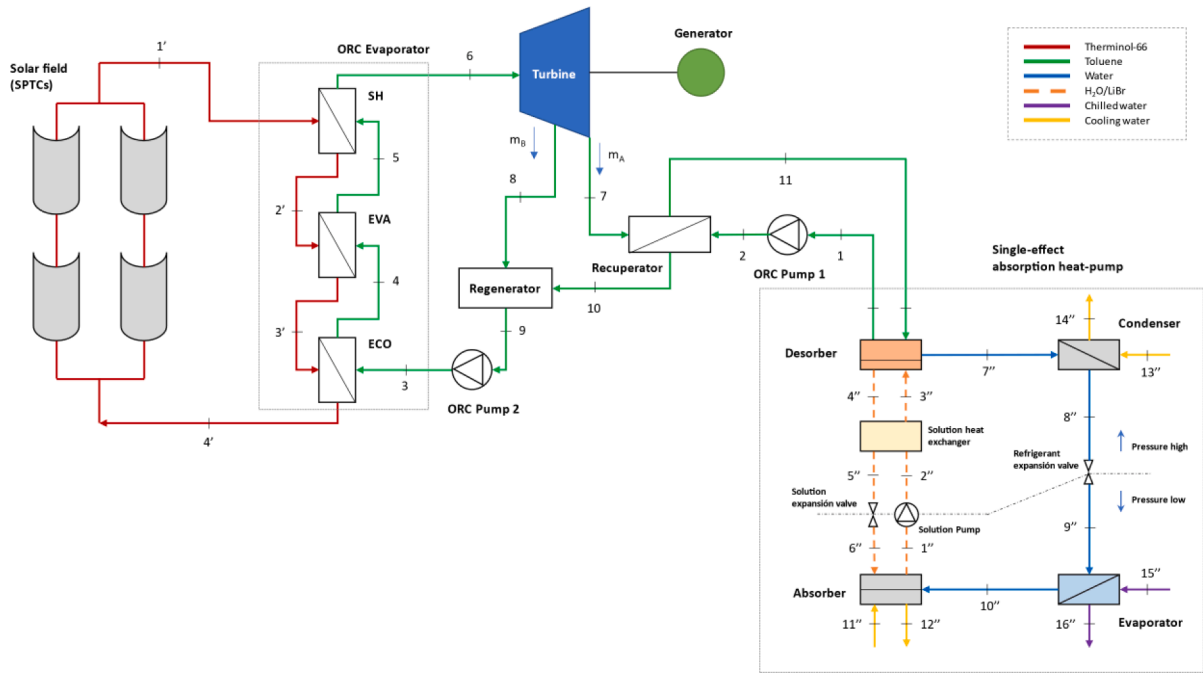 1’
ORC Evaporator
6
Generator
Solar field
(SPTCs)
Turbine
Therminol-66
Toluene
Water
H2O/LiBr
Chilled water
Cooling water
SH
5
mB
mA
8
7
11
2’
EVA
4
Recuperator
2
1
ORC Pump 1
Single-effect
absorption heat-pump
Regenerator
10
9
3’
ECO
3
ORC Pump 2
4’
14’’
Condenser
Desorber
7’’
13’’
4’’
3’’
8’’
Solution heat
exchanger
Pressure high
Refrigerant
expansión valve
5’’
2’’
Solution
expansión valve
Pressure low
Solution Pump
9’’
6’’
1’’
15’’
Absorber
10’’
Evaporator
11’’
12’’
16’’